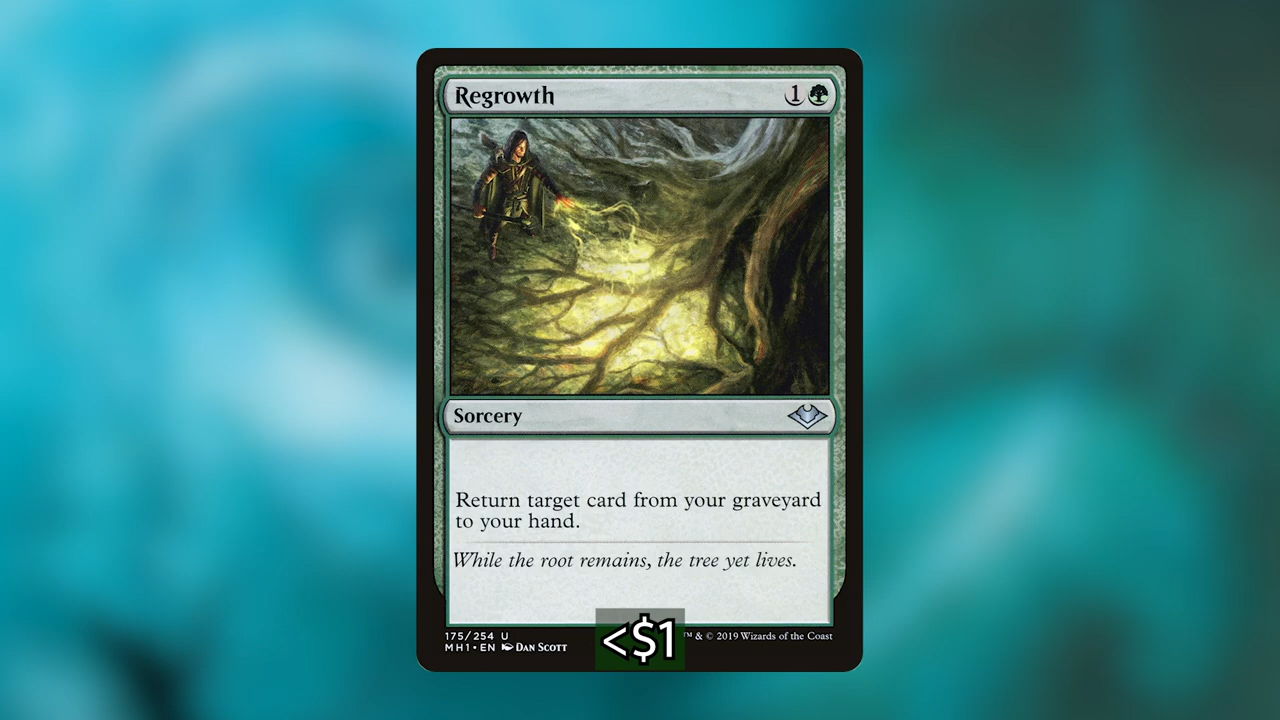 Regrowth 1
Sorcery
Return target card from your graveyard
to your hand.
While the root remains, the tree yet lives.
175/254 U
MH1 • EN DAN SCOTT
<$1
™ & © 2019 Wizards of the Coast